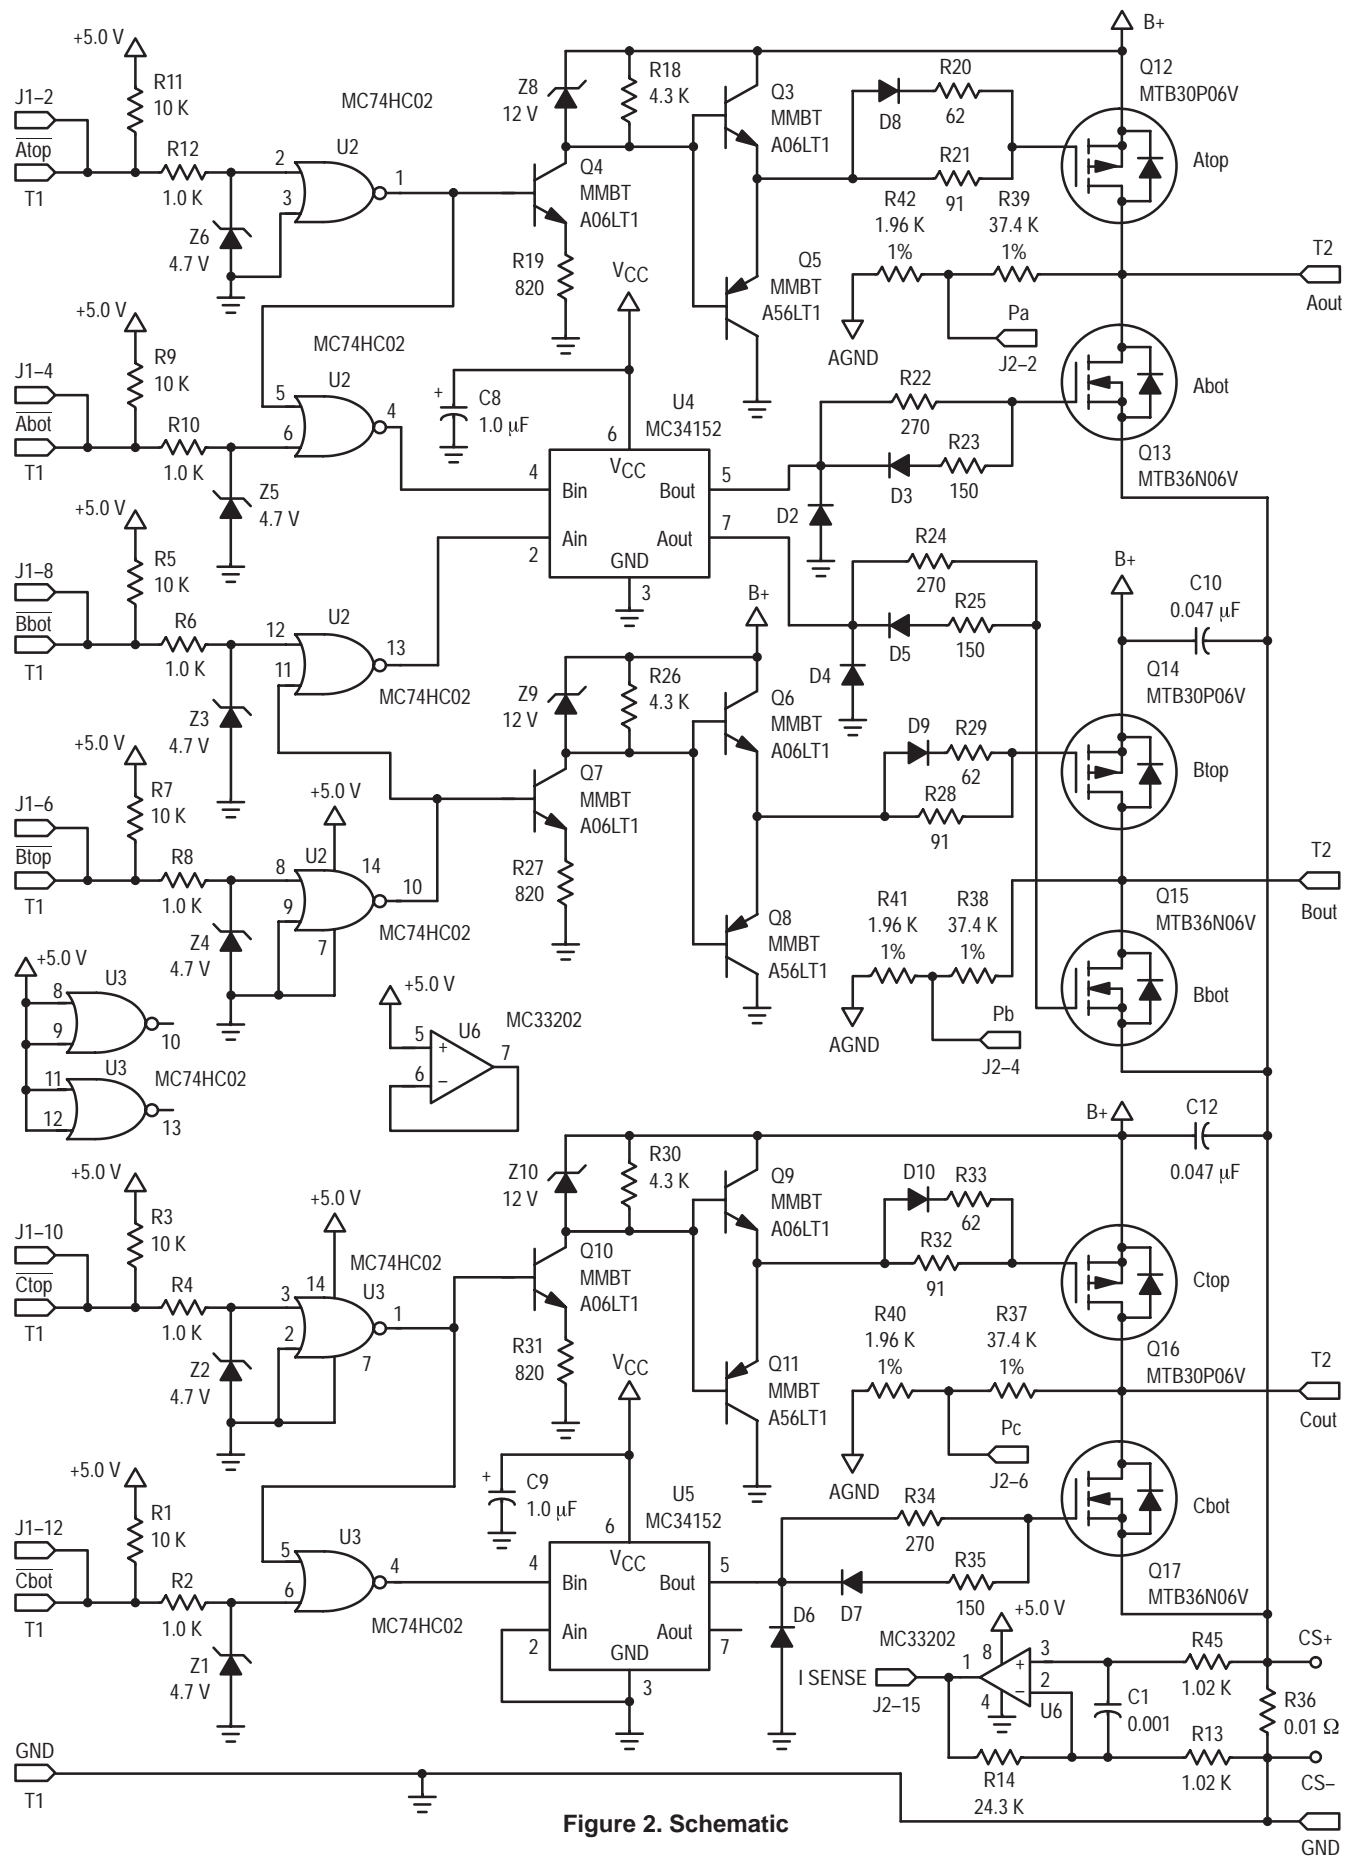 B+
+5.0 V
R11
10 K
J1–2
Atop
T1
R12
1.0 K
Z6
4.7 V
MC74HC02
U2
2
3
1
Z8
12 V
R18
4.3 K
Q4
MMBT
A06LT1
R19
820
Q3
MMBT
A06LT1
Q5
MMBT
A56LT1
D8
R20
62
R21
91
R42
1.96 K
1%
R39
37.4 K
1%
Q12
MTB30P06V
Atop
T2
Aout
Pa
J2–2
AGND
+5.0 V
R9
10 K
J1–4
Abot
T1
R10
1.0 K
Z5
4.7 V
MC74HC02
U2
5
6
4
VCC
+
C8
1.0 µF
U4
MC34152
6
VCC
4
Bin
Bout
5
2
Ain
Aout
7
GND
3
R22
270
R23
150
D3
D2
Abot
Q13
MTB36N06V
+5.0 V
R5
10 K
J1–8
Bbot
T1
R6
1.0 K
Z3
4.7 V
U2
12
11
13
MC74HC02
R24
270
R25
150
D5
D4
B+
C10
0.047 µF
B+
Z9
12 V
R26
4.3 K
Q6
MMBT
A06LT1
Q7
MMBT
A06LT1
R27
820
Q8
MMBT
A56LT1
D9
R29
62
R28
91
Q14
MTB30P06V
Btop
+5.0 V
R7
10 K
J1–6
Btop
T1
R8
1.0 K
Z4
4.7 V
+5.0 V
U2
14
8
9
7
10
MC74HC02
R41
1.96 K
1%
R38
37.4 K
1%
T2
Bout
Q15
MTB36N06V
Bbot
Pb
J2–4
AGND
+5.0 V
U3
8
9
10
U3
MC74HC02
11
12
13
+5.0 V
U6
MC33202
5
+
6
–
7
B+
C12
0.047 µF
Z10
12 V
R30
4.3 K
Q9
MMBT
A06LT1
D10
R33
62
R32
91
Ctop
Q16
MTB30P06V
+5.0 V
R3
10 K
J1–10
Ctop
T1
R4
1.0 K
Z2
4.7 V
+5.0 V
MC74HC02
U3
14
3
2
7
1
Q10
MMBT
A06LT1
R31
820
Q11
MMBT
A56LT1
R40
1.96 K
1%
R37
37.4 K
1%
T2
Cout
Pc
J2–6
AGND
+5.0 V
R1
10 K
J1–12
Cbot
T1
R2
1.0 K
Z1
4.7 V
U3
5
6
4
MC74HC02
VCC
+
C9
1.0 µF
U5
MC34152
6
VCC
4
Bin
Bout
5
2
Ain
Aout
7
GND
3
R34
270
R35
150
D7
D6
Cbot
Q17
MTB36N06V
+5.0 V
MC33202
8
3
+
2
–
1
4
U6
I SENSE
J2–15
R45
1.02 K
C1
0.001
R13
1.02 K
R14
24.3 K
CS+
R36
0.01 Ω
CS–
GND
T1
GND
Figure 2. Schematic